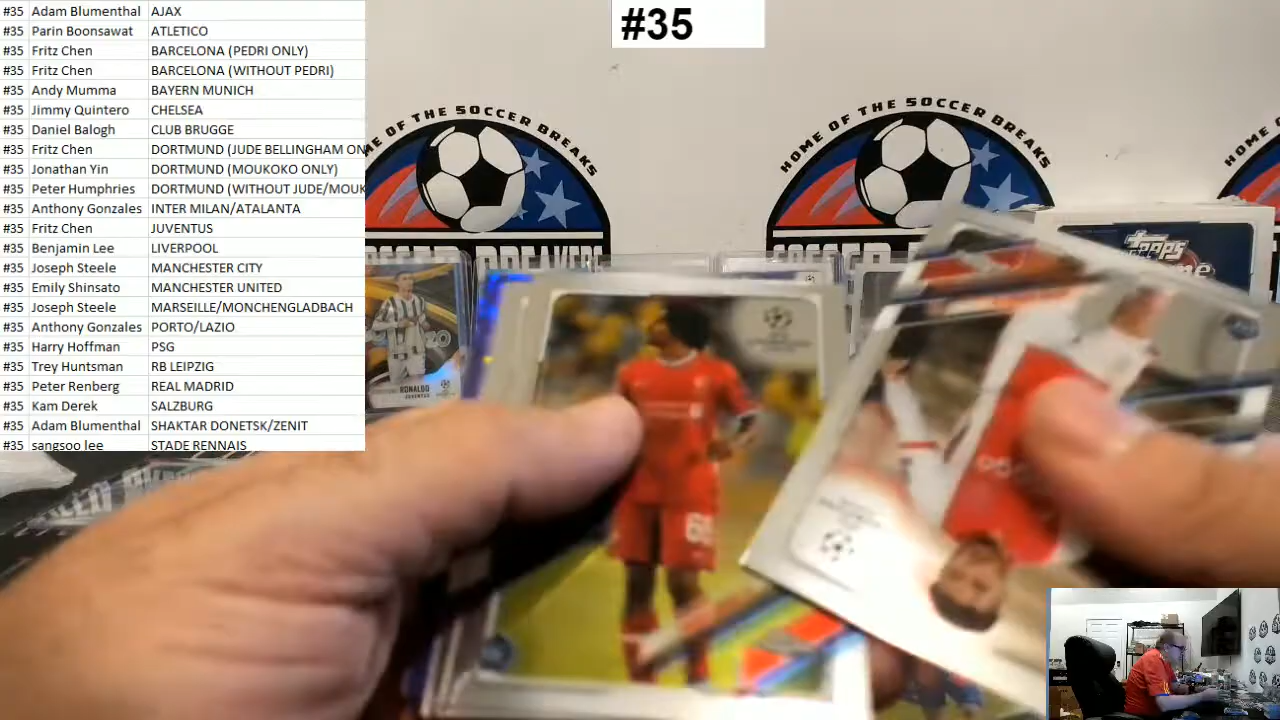 #35 Adam Blumenthal AJAX
#35 Parin Boonsawat ATLETICO
#35 Fritz Chen BARCELONA (PEDRI ONLY)
#35 Fritz Chen BARCELONA (WITHOUT PEDRI)
#35 Andy Mumma BAYERN MUNICH
#35 Jimmy Quintero CHELSEA
#35 Daniel Balogh CLUB BRUGGE
#35 Fritz Chen DORTMUND (JUDE BELLINGHAM ON
#35 Jonathan Yin DORTMUND (MOUKOKO ONLY)
#35 Peter Humphries DORTMUND (WITHOUT JUDE/MOUK
#35 Anthony Gonzales INTER MILAN/ATALANTA
#35 Fritz Chen JUVENTUS
#35 Benjamin Lee LIVERPOOL
#35 Joseph Steele MANCHESTER CITY
#35 Emily Shinsato MANCHESTER UNITED
#35 Joseph Steele MARSEILLE/MONCHENGLADBACH
#35 Anthony Gonzales PORTO/LAZIO
#35 Harry Hoffman PSG
#35 Trey Huntsman RB LEIPZIG
#35 Peter Renberg REAL MADRID
#35 Kam Derek SALZBURG
#35 Adam Blumenthal SHAKTAR DONETSK/ZENIT
#35 sangsoo lee STADE RENNAIS
#35
HOME OF THE SOCCER BREAKS
HOME OF THE SOCCER BREAKS
HOME OF
SOCCER BREAKERS
SOCCER
Topps
RONALDO
JUVENTUS